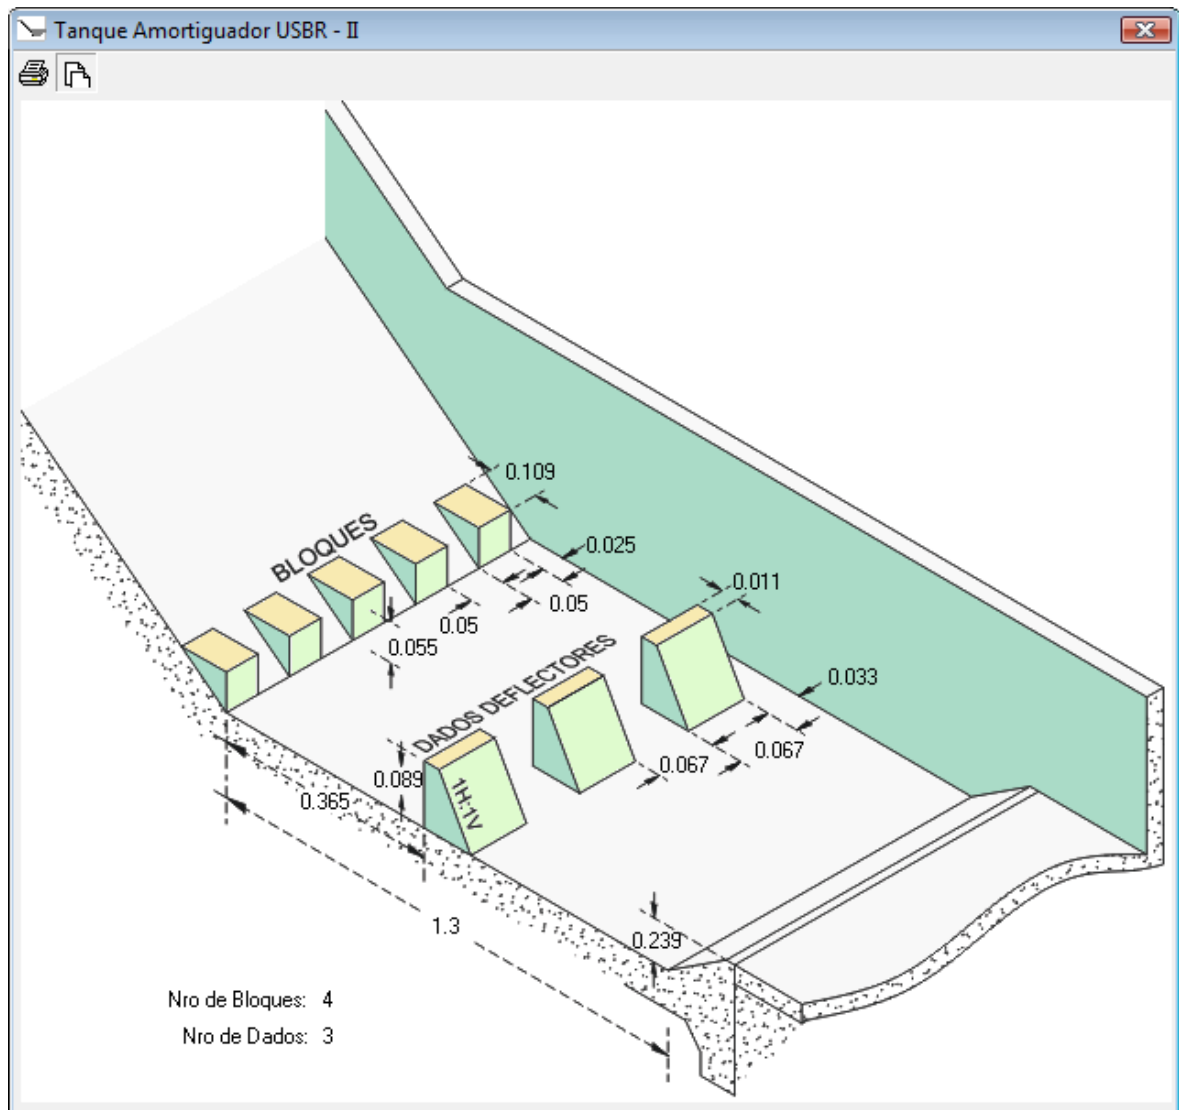 Tanque Amortiguador USBR - II
0.109
BLOQUES
0.025
0.011
0.05
0.05
0.055
DADOS DEFLECTORES
0.033
0.067
0.067
0.089
1H:1V
0.365
1.3
0.239
Nro de Bloques: 4
Nro de Dados: 3